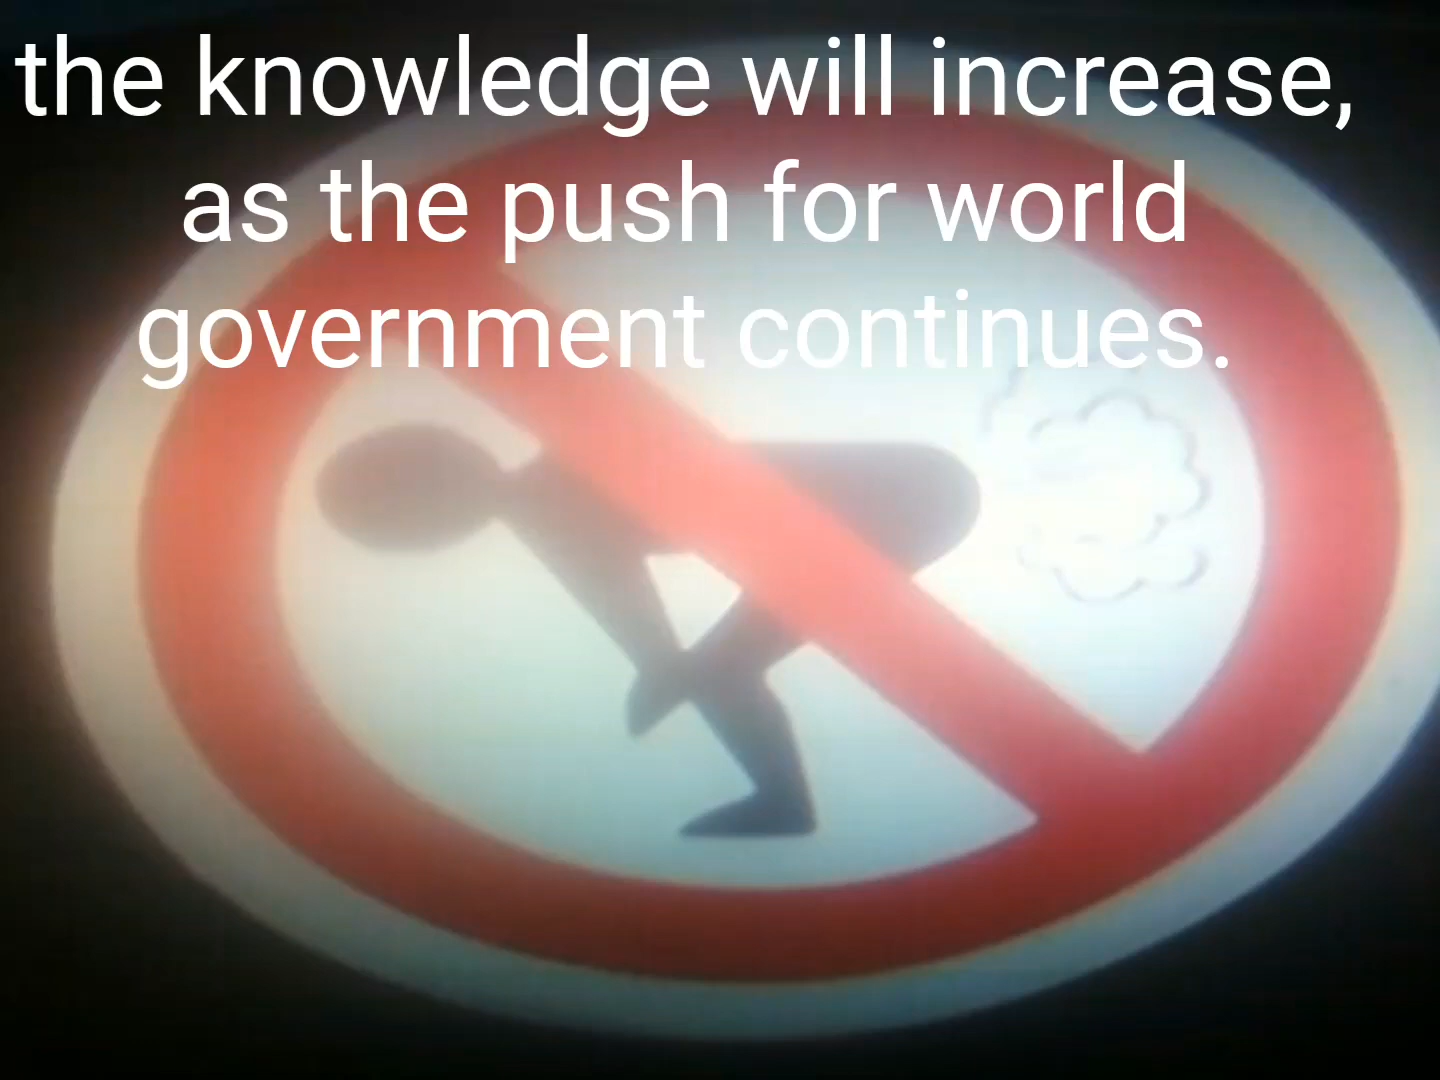 the knowledge will increase,
as the push for world
government continues.